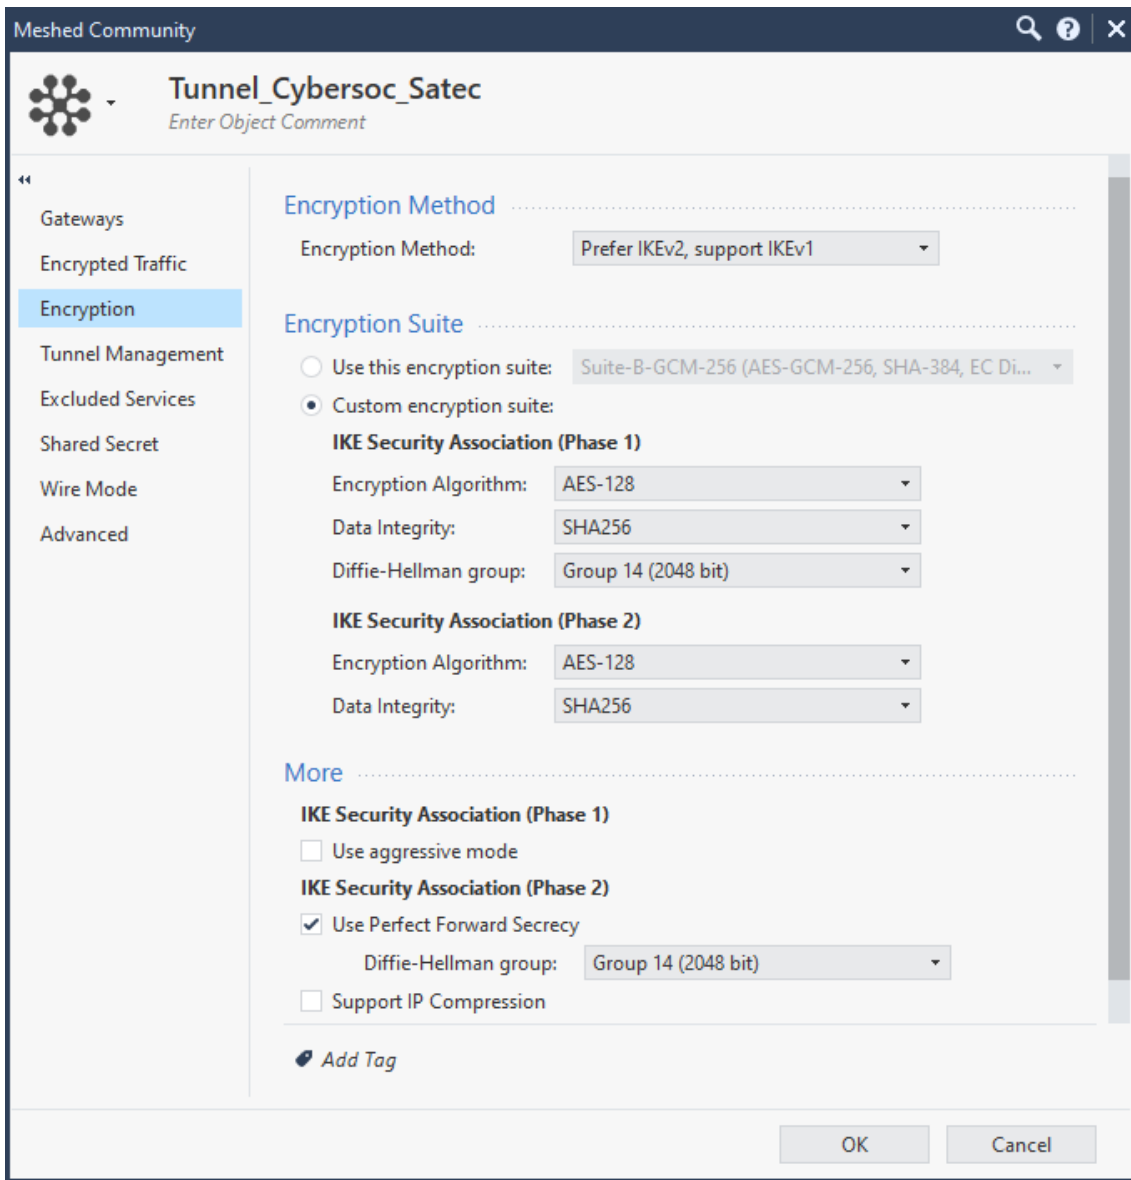 Meshed Community
Tunnel_Cybersoc_Satec
Enter Object Comment
Gateways
Encrypted Traffic
Encryption
Tunnel Management
Excluded Services
Shared Secret
Wire Mode
Advanced
Encryption Method
Encryption Method: Prefer IKEv2, support IKEv1
Encryption Suite
Use this encryption suite: Suite-B-GCM-256 (AES-GCM-256, SHA-384, EC Di...
Custom encryption suite:
IKE Security Association (Phase 1)
Encryption Algorithm: AES-128
Data Integrity: SHA256
Diffie-Hellman group: Group 14 (2048 bit)
IKE Security Association (Phase 2)
Encryption Algorithm: AES-128
Data Integrity: SHA256
More
IKE Security Association (Phase 1)
Use aggressive mode
IKE Security Association (Phase 2)
Use Perfect Forward Secrecy
Diffie-Hellman group: Group 14 (2048 bit)
Support IP Compression
Add Tag
OK Cancel